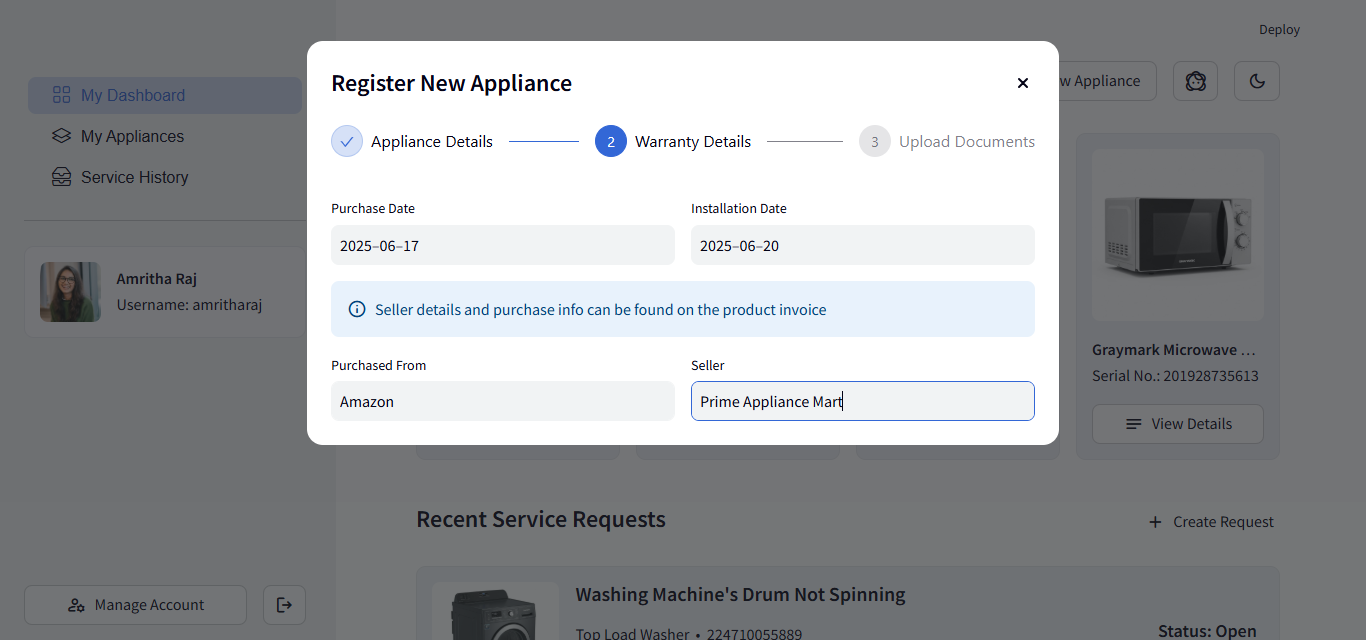 Deploy
Register New Appliance
w Appliance
My Dashboard
My Appliances
Service History
Appliance Details
2
Warranty Details
3
Upload Documents
Purchase Date
Installation Date
2025-06-17
2025-06-20
Amritha Raj
Username: amritharaj
Seller details and purchase info can be found on the product invoice
Purchased From
Seller
Amazon
Prime Appliance Mart
Graymark Microwave ...
Serial No.: 201928735613
View Details
Recent Service Requests
Create Request
Manage Account
Washing Machine's Drum Not Spinning
Top Load Washer • 224710055889
Status: Open